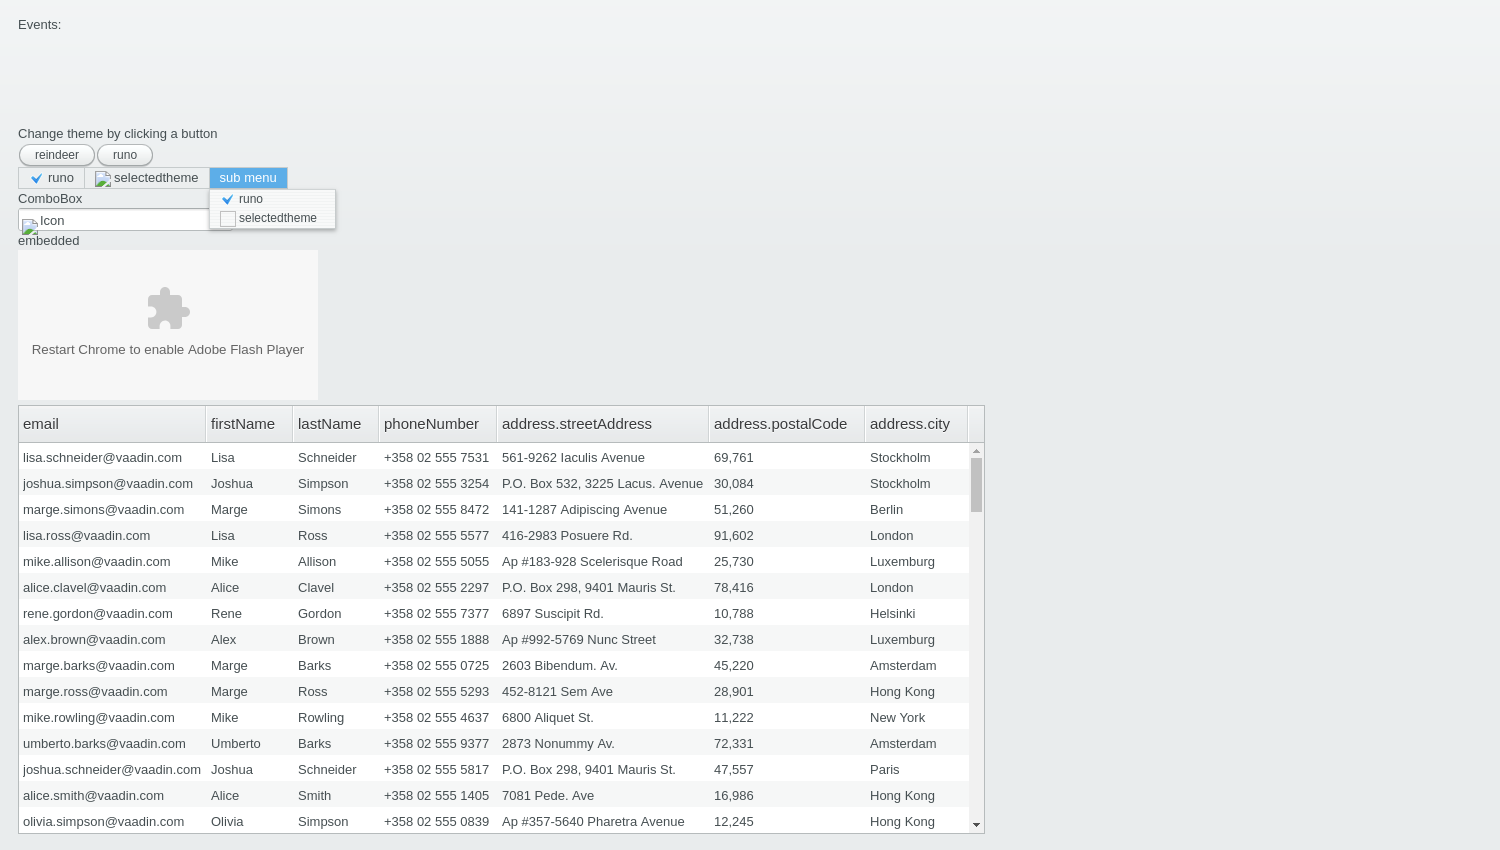 Events:
Change theme by clicking a button
reindeer runo
runo selectedtheme sub menu
ComboBox
runo
Icon
selectedtheme
embedded
Restart Chrome to enable Adobe Flash Player
email firstName lastName phoneNumber address.streetAddress address.postalCode address.city
lisa.schneider@vaadin.com Lisa Schneider +358 02 555 7531 561-9262 Iaculis Avenue 69,761 Stockholm
joshua.simpson@vaadin.com Joshua Simpson +358 02 555 3254 P.O. Box 532, 3225 Lacus. Avenue 30,084 Stockholm
marge.simons@vaadin.com Marge Simons +358 02 555 8472 141-1287 Adipiscing Avenue 51,260 Berlin
lisa.ross@vaadin.com Lisa Ross +358 02 555 5577 416-2983 Posuere Rd. 91,602 London
mike.allison@vaadin.com Mike Allison +358 02 555 5055 Ap #183-928 Scelerisque Road 25,730 Luxemburg
alice.clavel@vaadin.com Alice Clavel +358 02 555 2297 P.O. Box 298, 9401 Mauris St. 78,416 London
rene.gordon@vaadin.com Rene Gordon +358 02 555 7377 6897 Suscipit Rd. 10,788 Helsinki
alex.brown@vaadin.com Alex Brown +358 02 555 1888 Ap #992-5769 Nunc Street 32,738 Luxemburg
marge.barks@vaadin.com Marge Barks +358 02 555 0725 2603 Bibendum. Av. 45,220 Amsterdam
marge.ross@vaadin.com Marge Ross +358 02 555 5293 452-8121 Sem Ave 28,901 Hong Kong
mike.rowling@vaadin.com Mike Rowling +358 02 555 4637 6800 Aliquet St. 11,222 New York
umberto.barks@vaadin.com Umberto Barks +358 02 555 9377 2873 Nonummy Av. 72,331 Amsterdam
joshua.schneider@vaadin.com Joshua Schneider +358 02 555 5817 P.O. Box 298, 9401 Mauris St. 47,557 Paris
alice.smith@vaadin.com Alice Smith +358 02 555 1405 7081 Pede. Ave 16,986 Hong Kong
olivia.simpson@vaadin.com Olivia Simpson +358 02 555 0839 Ap #357-5640 Pharetra Avenue 12,245 Hong Kong